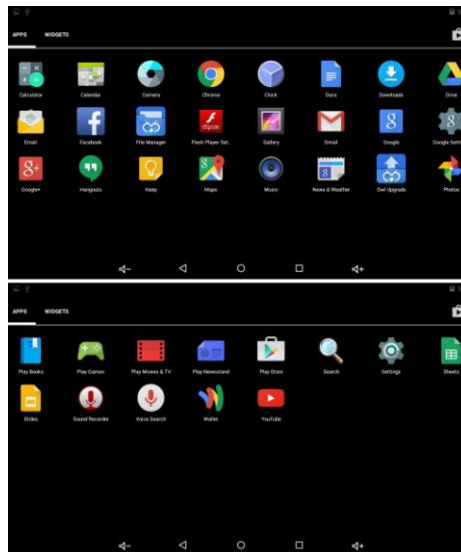 APPS WIDGETS
Calculator Calendar Camera Chrome Clock Docs Downloads Drive
Email Facebook File Manager Flash Player Set.. Gallery Gmail Google Google Setti
Google+ Hangouts Keep Maps Music News & Weather Owl Upgrade Photos
APPS WIDGETS
Play Books Play Games Play Movies & TV Play Newsstand Play Store Search Settings Sheets
Slides Sound Recorder Voice Search Wallet YouTube